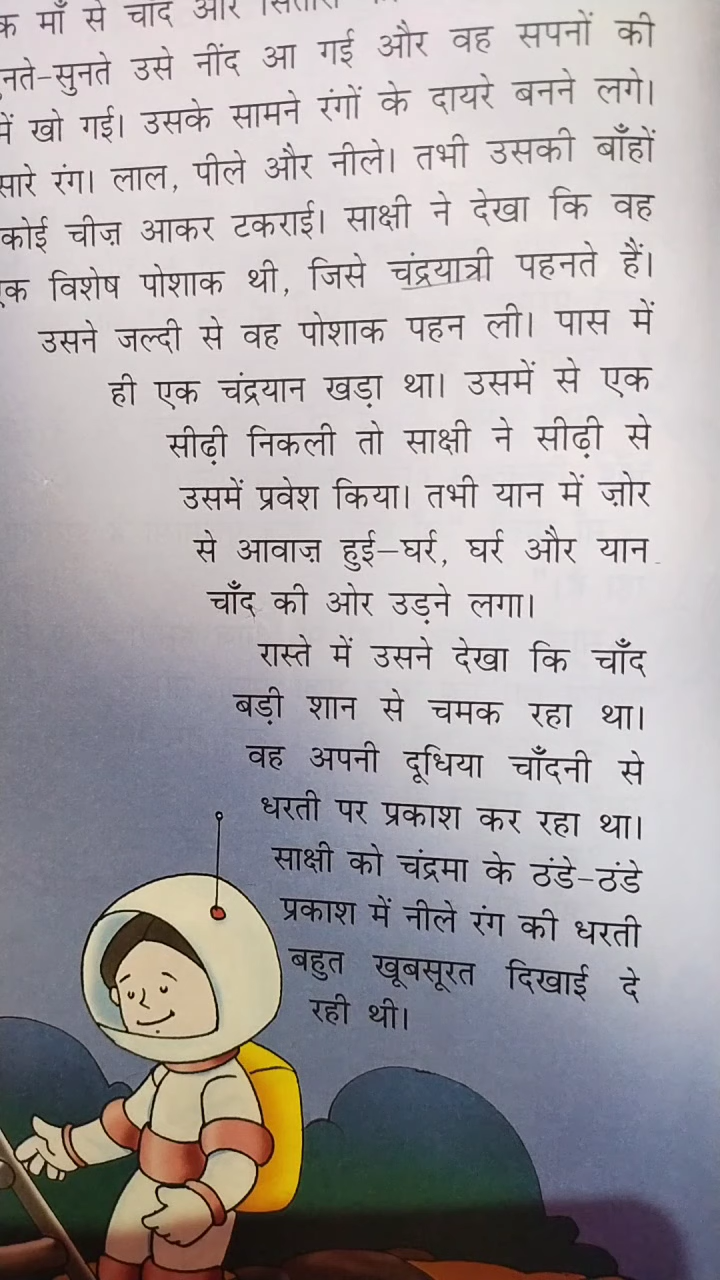 माँ से चाँद और सितारों
नते-सुनते उसे नींद आ गई और वह सपनों की
में खो गई। उसके सामने रंगों के दायरे बनने लगे।
सारे रंग। लाल, पीले और नीले। तभी उसकी बाँहों
कोई चीज़ आकर टकराई। साक्षी ने देखा कि वह
एक विशेष पोशाक थी, जिसे चंद्रयात्री पहनते हैं।
उसने जल्दी से वह पोशाक पहन ली। पास में
ही एक चंद्रयान खड़ा था। उसमें से एक
सीढ़ी निकली तो साक्षी ने सीढ़ी से
उसमें प्रवेश किया। तभी यान में ज़ोर
से आवाज़ हुई–घर्र, घर्र और यान
चाँद की ओर उड़ने लगा।
रास्ते में उसने देखा कि चाँद
बड़ी शान से चमक रहा था।
वह अपनी दूधिया चाँदनी से
धरती पर प्रकाश कर रहा था।
साक्षी को चंद्रमा के ठंडे-ठंडे
प्रकाश में नीले रंग की धरती
बहुत खूबसूरत दिखाई दे
रही थी।